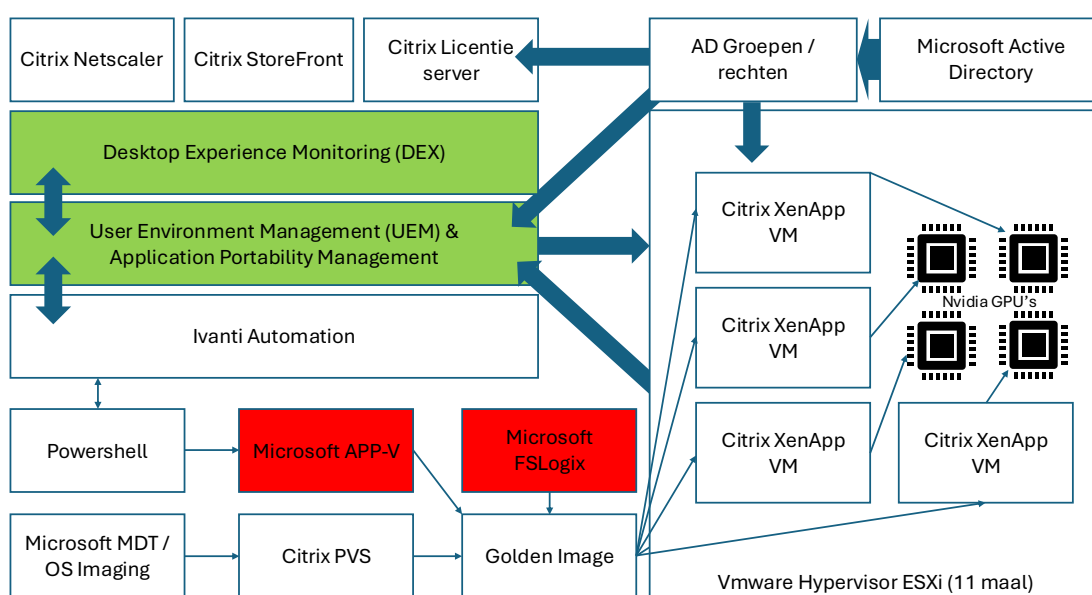 Citrix Netscaler
Citrix StoreFront
Citrix Licentie
server
AD Groepen /
rechten
Microsoft Active
Directory
Desktop Experience Monitoring (DEX)
User Environment Management (UEM) &
Application Portability Management
Ivanti Automation
Citrix XenApp
VM
Citrix XenApp
VM
Nvidia GPU's
Citrix XenApp
VM
Citrix XenApp
VM
Powershell
Microsoft APP-V
Microsoft
FSLogix
Microsoft MDT /
OS Imaging
Citrix PVS
Golden Image
Vmware Hypervisor ESXi (11 maal)